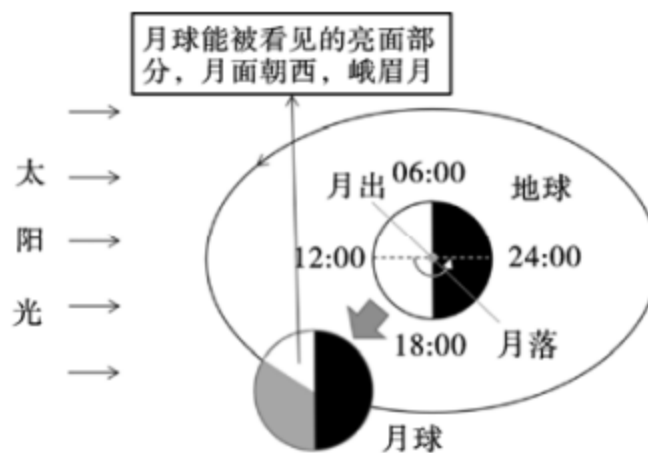 月球能被看见的亮面部
分，月面朝西，峨眉月
太
阳
光
月出
06:00
地球
12:00
24:00
18:00
月落
月球